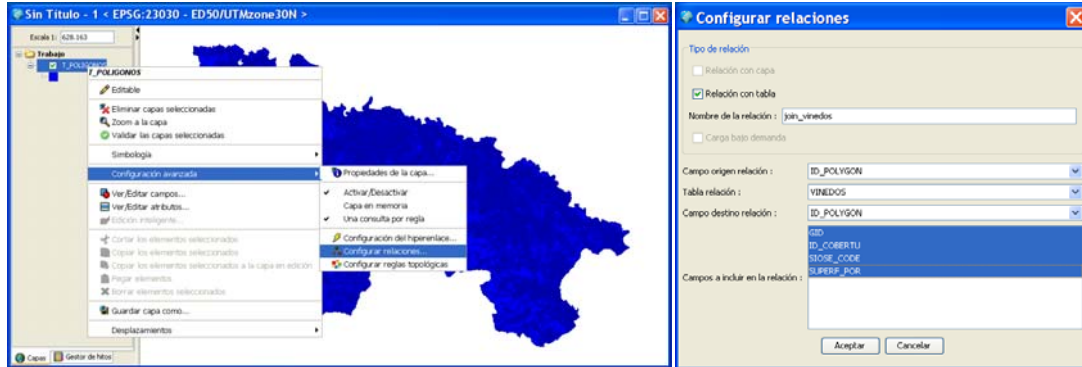 Sin Título - 1 < EPSG:23030 - ED50/UTMzone30N >
Escala 1: 628.163
Trabajo
T_POLIGONOS
T_POLIGONOS
Editable
Eliminar capas seleccionadas
Zoom a la capa
Validar las capas seleccionadas
Simbología
Configuración avanzada
Ver/Editar campos...
Ver/Editar atributos...
Edición inteligente...
Cortar los elementos seleccionados
Copiar los elementos seleccionados
Copiar los elementos seleccionados a la capa en edición
Pegar elementos
Borrar elementos seleccionados
Guardar capa como...
Desplazamientos
Propiedades de la capa...
Activar/Desactivar
Capa en memoria
Una consulta por regla
Configuración del hiperenlace...
Configurar relaciones...
Configurar reglas topológicas
Capas
Gestor de hitos
Configurar relaciones
Tipo de relación
Relación con capa
Relación con tabla
Nombre de la relación : join_vinedos
Carga bajo demanda
Campo origen relación : ID_POLYGON
Tabla relación : VINEDOS
Campo destino relación : ID_POLYGON
GID
ID_COBERTU
SIOSE_CODE
SUPERF_POR
Campos a incluir en la relación :
Aceptar
Cancelar